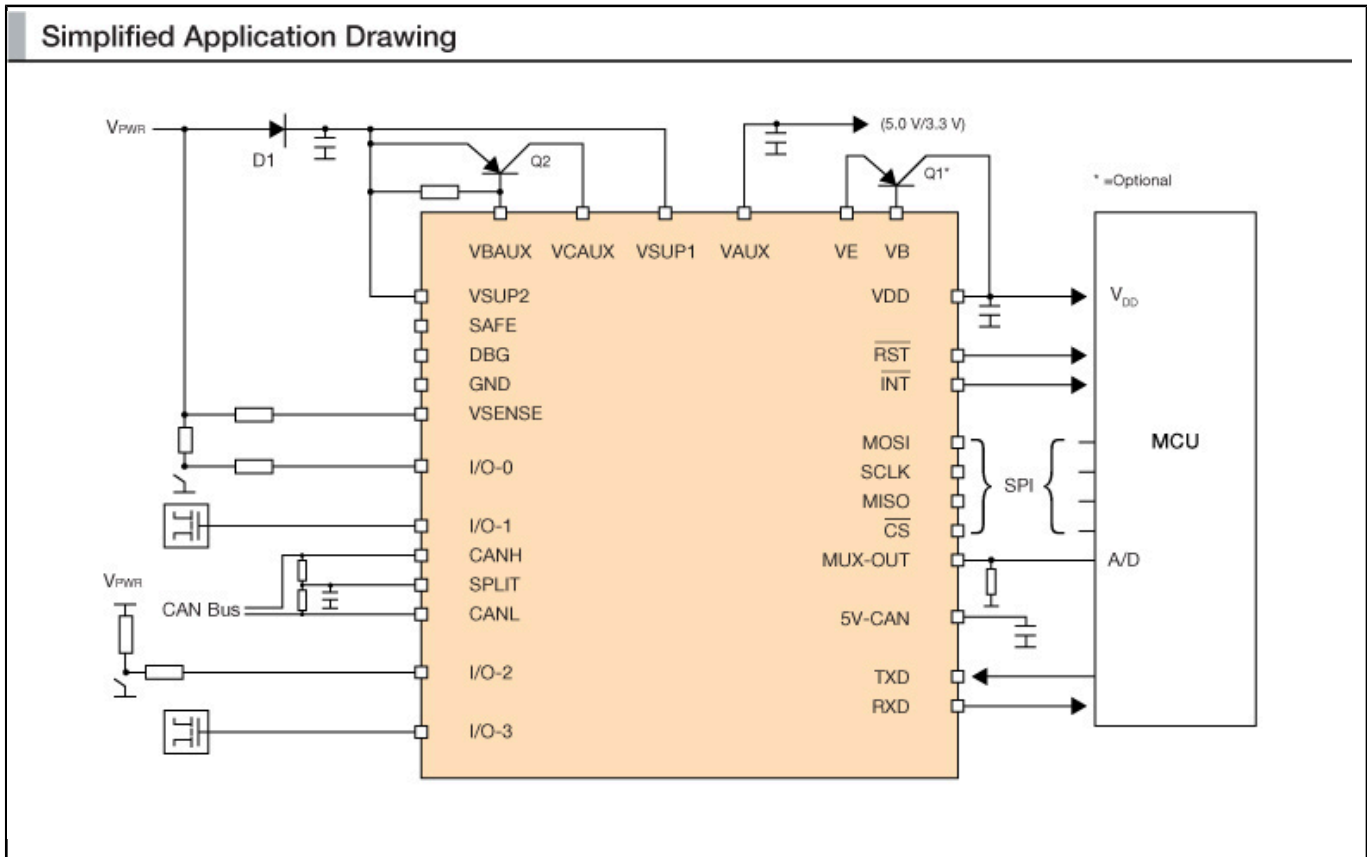 Simplified Application Drawing
VPWR
D1
Q2
(5.0 V/3.3 V)
Q1*
* =Optional
VBAUX VCAUX VSUP1 VAUX VE VB
VSUP2
SAFE
DBG
GND
VSENSE
I/O-0
I/O-1
CANH
SPLIT
CANL
I/O-2
I/O-3
VPWR
CAN Bus
VDD
RST
INT
MOSI
SCLK
MISO
CS
MUX-OUT
5V-CAN
TXD
RXD
SPI
VDD
MCU
A/D